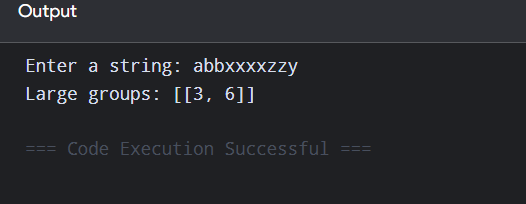 Output
Enter a string: abbxxxxzzy
Large groups: [[3, 6]]
=== Code Execution Successful ===